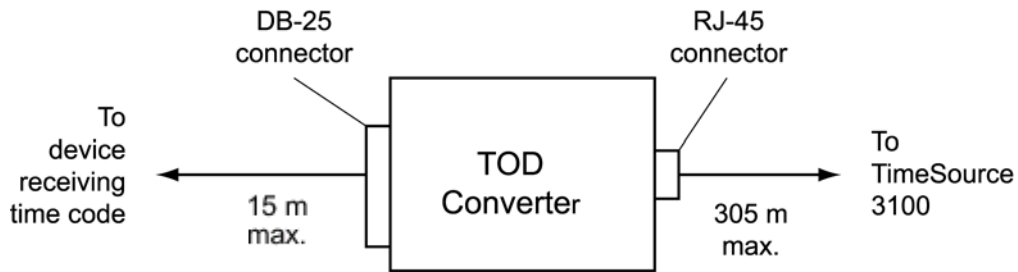 DB-25
connector
RJ-45
connector
To
device
receiving
time code
15 m
max.
TOD
Converter
305 m
max.
To
TimeSource
3100